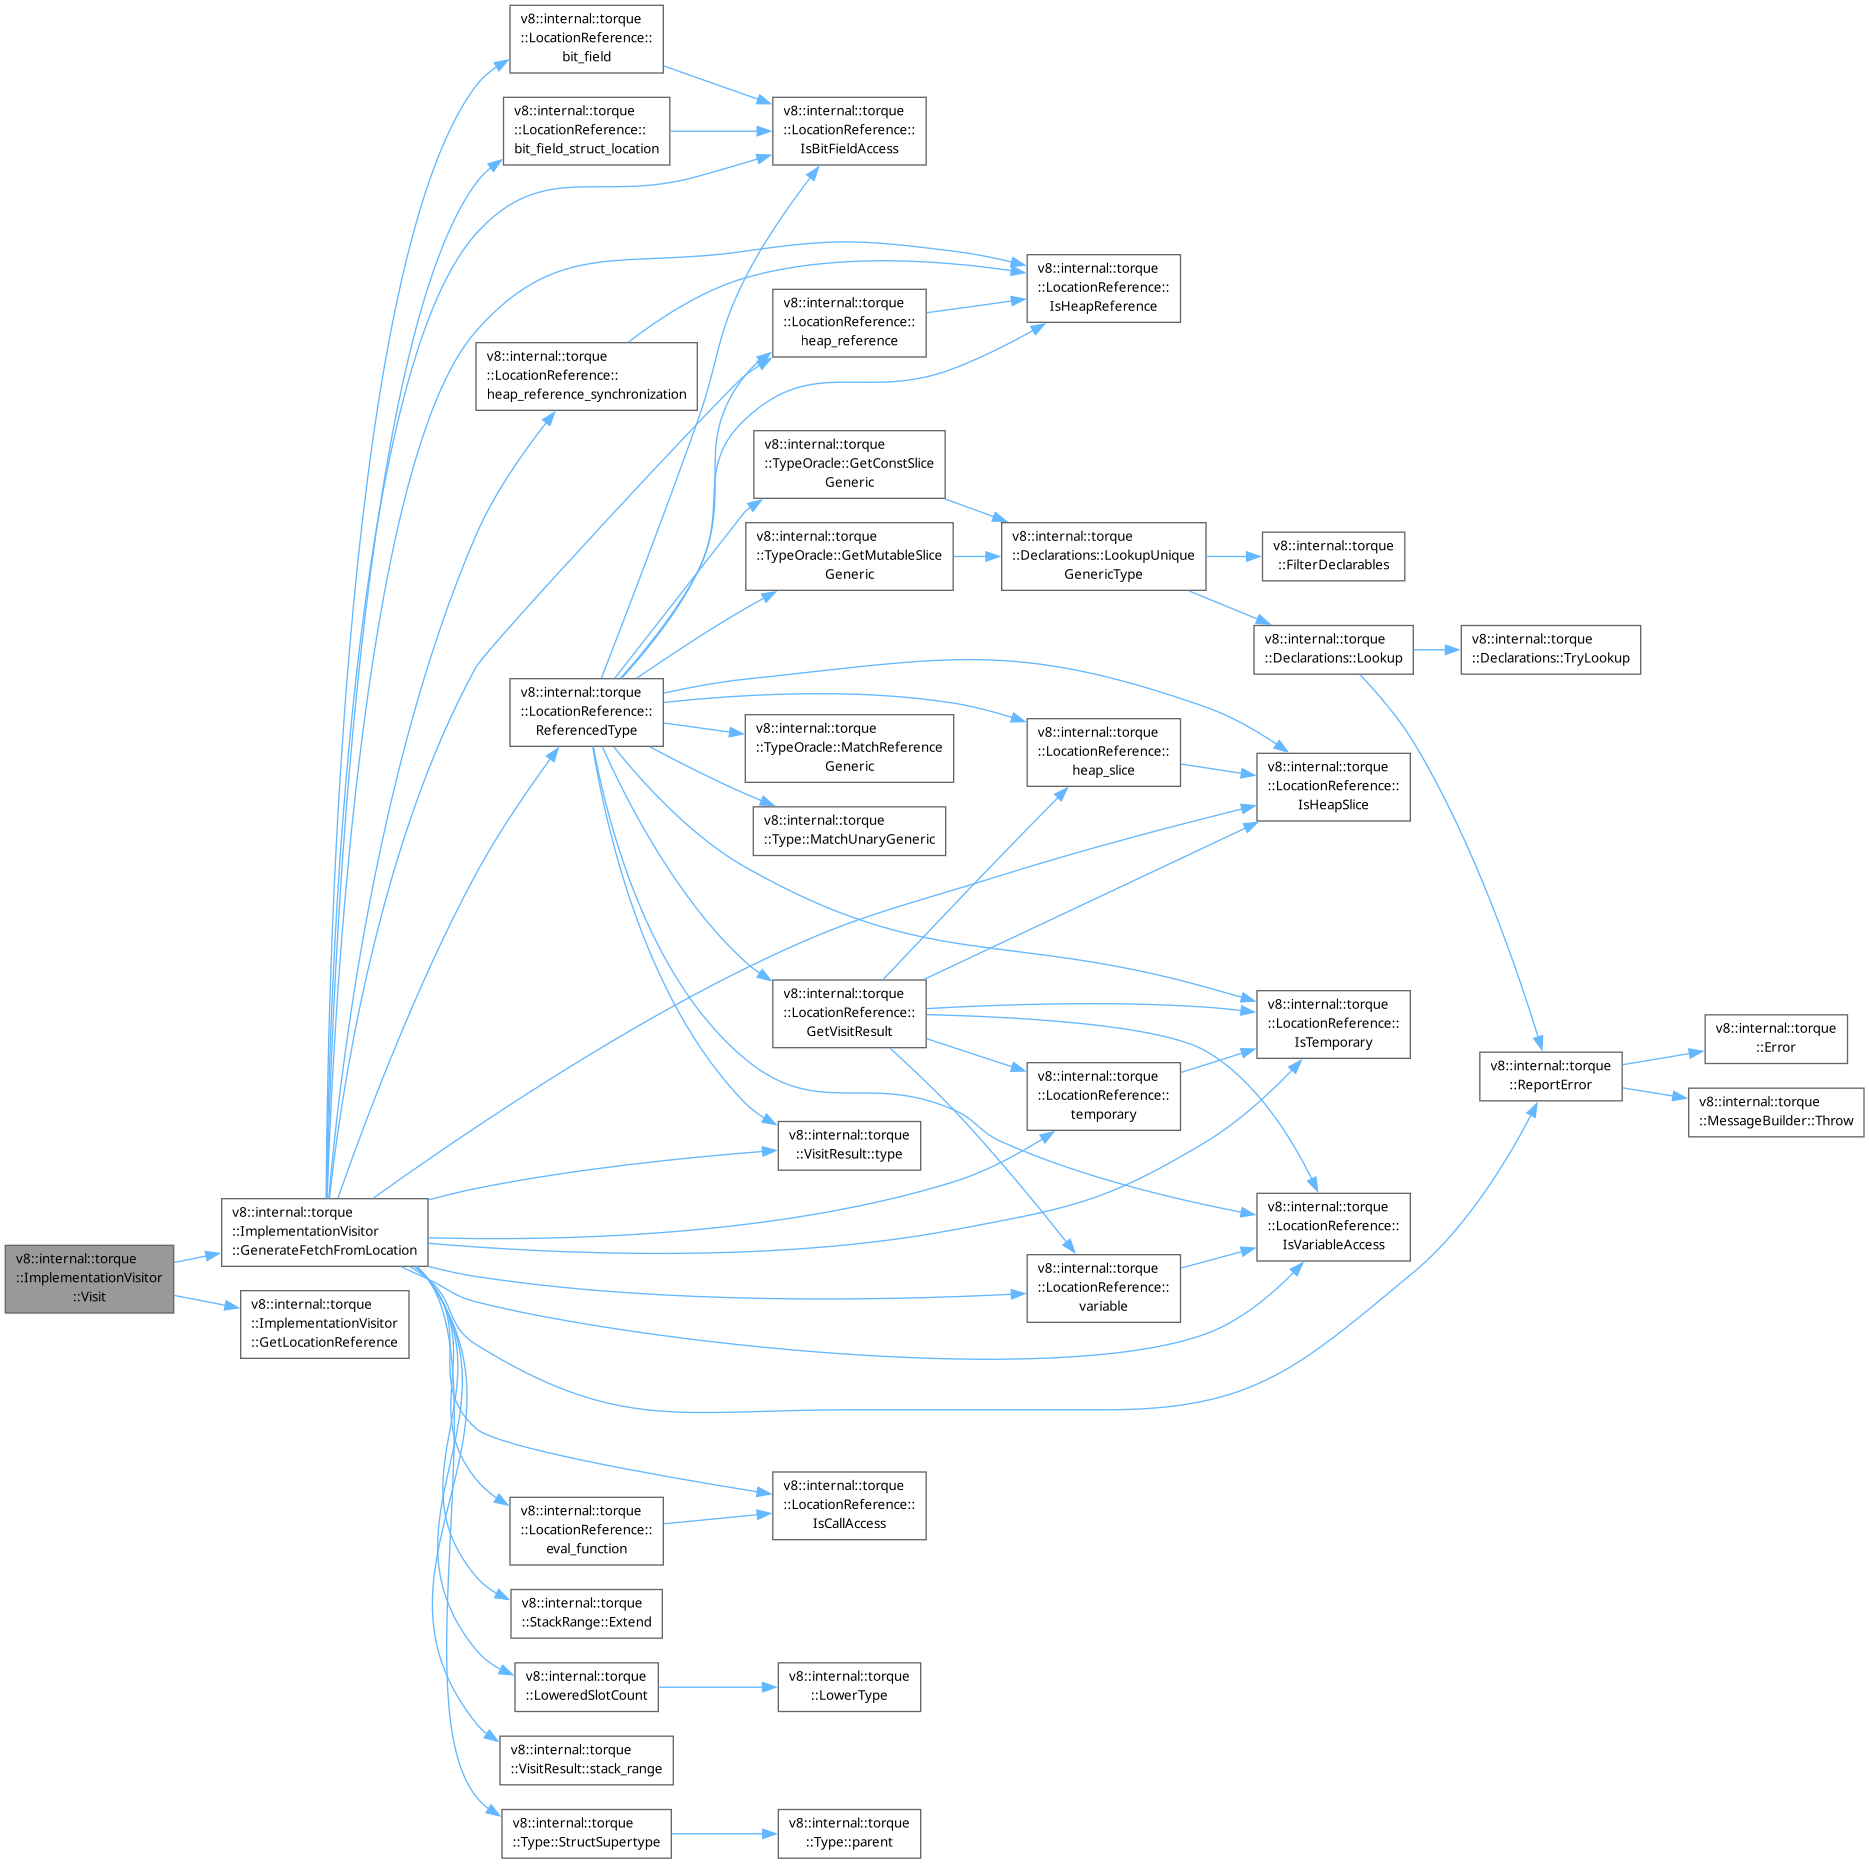 v8::internal::torque
::LocationReference::
bit_field
v8::internal::torque
::LocationReference::
bit_field_struct_location
v8::internal::torque
::LocationReference::
IsBitFieldAccess
v8::internal::torque
::LocationReference::
IsHeapReference
v8::internal::torque
::LocationReference::
heap_reference
v8::internal::torque
::LocationReference::
heap_reference_synchronization
v8::internal::torque
::TypeOracle::GetConstSlice
Generic
v8::internal::torque
::TypeOracle::GetMutableSlice
Generic
v8::internal::torque
::Declarations::LookupUnique
GenericType
v8::internal::torque
::FilterDeclarables
v8::internal::torque
::Declarations::Lookup
v8::internal::torque
::Declarations::TryLookup
v8::internal::torque
::LocationReference::
ReferencedType
v8::internal::torque
::TypeOracle::MatchReference
Generic
v8::internal::torque
::LocationReference::
heap_slice
v8::internal::torque
::LocationReference::
IsHeapSlice
v8::internal::torque
::Type::MatchUnaryGeneric
v8::internal::torque
::LocationReference::
GetVisitResult
v8::internal::torque
::LocationReference::
IsTemporary
v8::internal::torque
::LocationReference::
temporary
v8::internal::torque
::ReportError
v8::internal::torque
::Error
v8::internal::torque
::MessageBuilder::Throw
v8::internal::torque
::VisitResult::type
v8::internal::torque
::ImplementationVisitor
::GenerateFetchFromLocation
v8::internal::torque
::LocationReference::
IsVariableAccess
v8::internal::torque
::ImplementationVisitor
::Visit
v8::internal::torque
::LocationReference::
variable
v8::internal::torque
::ImplementationVisitor
::GetLocationReference
v8::internal::torque
::LocationReference::
IsCallAccess
v8::internal::torque
::LocationReference::
eval_function
v8::internal::torque
::StackRange::Extend
v8::internal::torque
::LoweredSlotCount
v8::internal::torque
::LowerType
v8::internal::torque
::VisitResult::stack_range
v8::internal::torque
::Type::StructSupertype
v8::internal::torque
::Type::parent